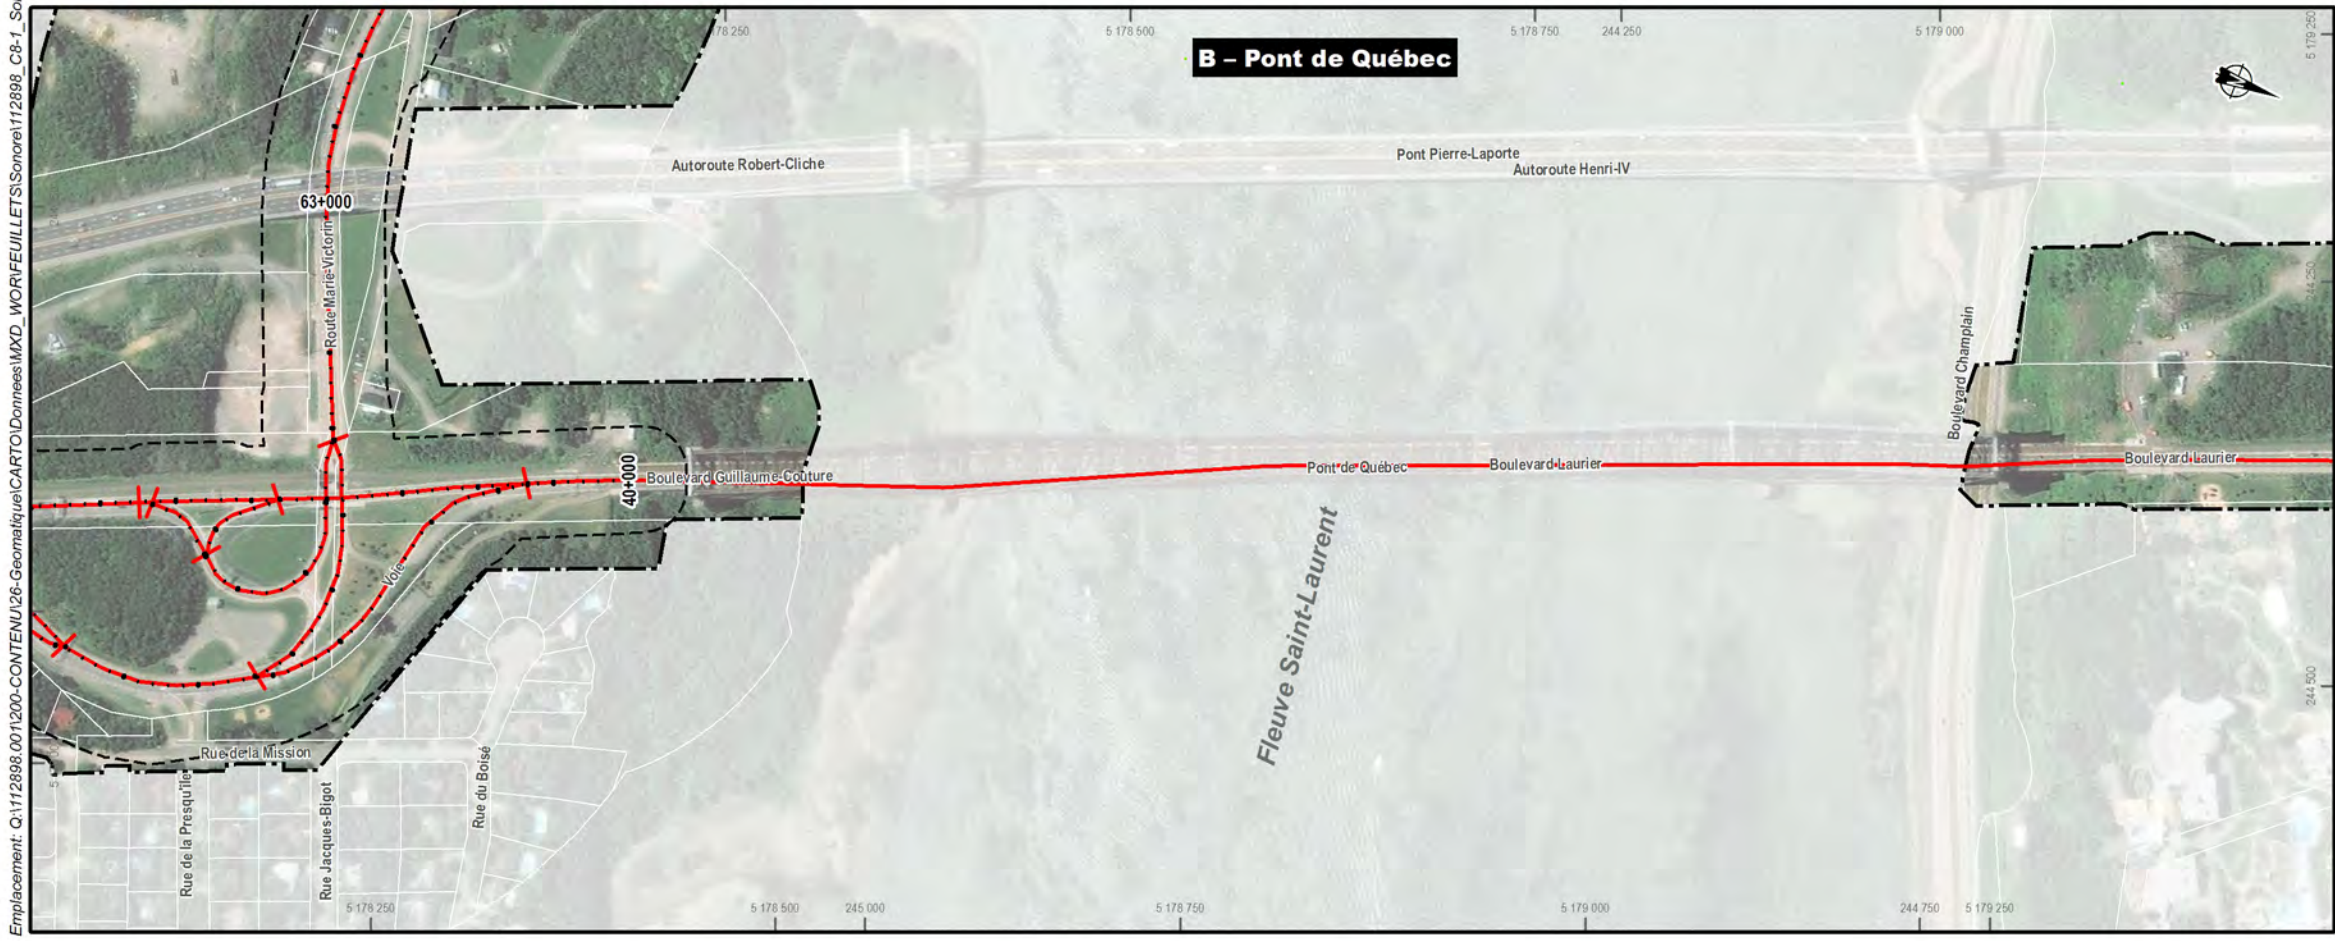 Emplacement: Q:\112898.001\200-CONTENU\26-Geomatique\CARTO\Donnees\MXD_WOR\FEUILLETS\Sonore\112898_C8-1_So
78 250
5 178 500
5 178 750
244 250
5 179 000
5 179 250
B – Pont de Québec
Autoroute Robert-Cliche
Pont Pierre-Laporte
Autoroute Henri-IV
63+000
Route Marie-Victorin
244 250
Boulevard Champlain
40+000
Boulevard Guillaume-Couture
Pont de Québec
Boulevard Laurier
Boulevard Laurier
Voie
Fleuve Saint-Laurent
244 500
Rue de la Mission
Rue de la Presqu'île
Rue Jacques-Bigot
Rue du Boisé
5 178 250
5 178 500
245 000
5 178 750
5 179 000
244 750
5 179 250